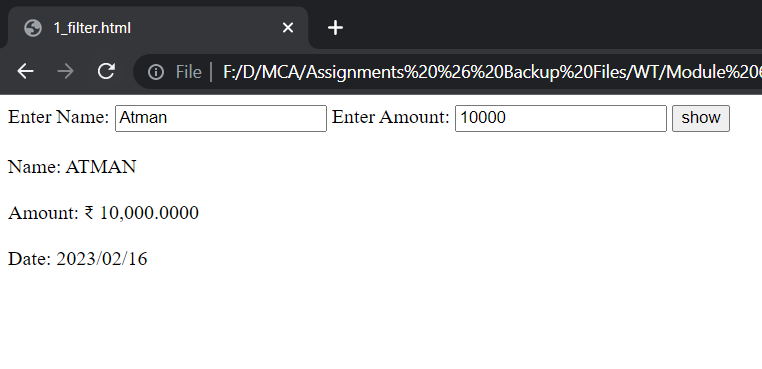 1_filter.html
File | F:/D/MCA/Assignments%20%26%20Backup%20Files/WT/Module%206
Enter Name: Atman Enter Amount: 10000 show
Name: ATMAN
Amount: ₹ 10,000.0000
Date: 2023/02/16